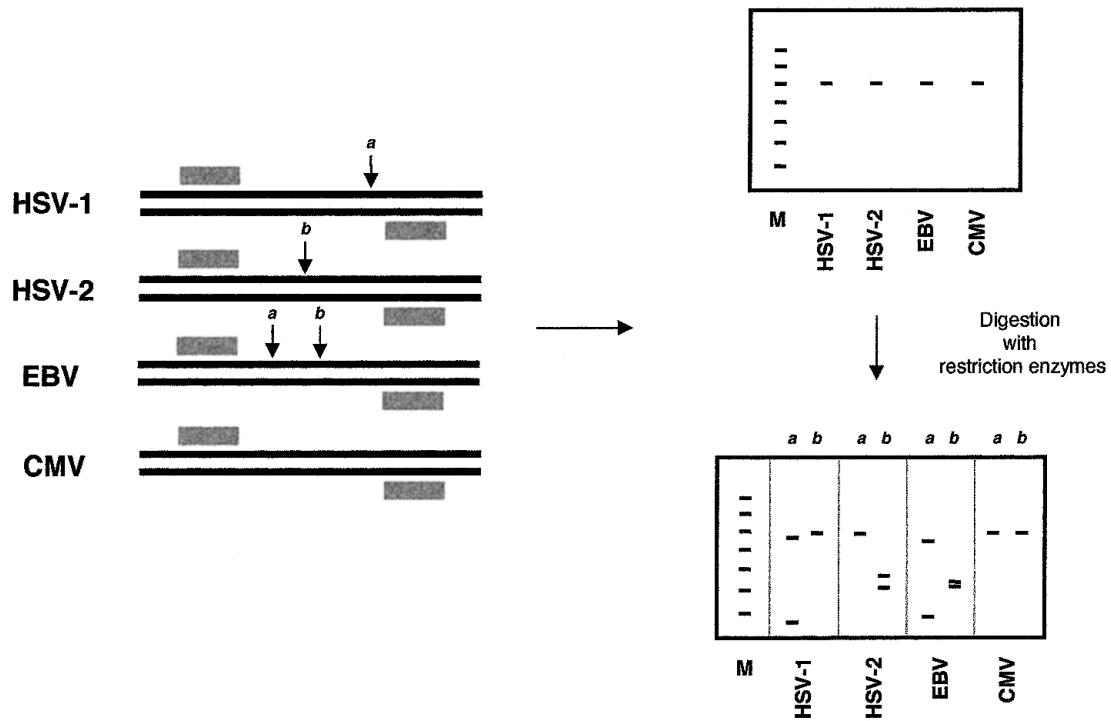 a
HSV-1
b
HSV-2
a b
EBV
CMV
M HSV-1 HSV-2 EBV CMV
Digestion
with
restriction enzymes
a b a b a b a b
M HSV-1 HSV-2 EBV CMV